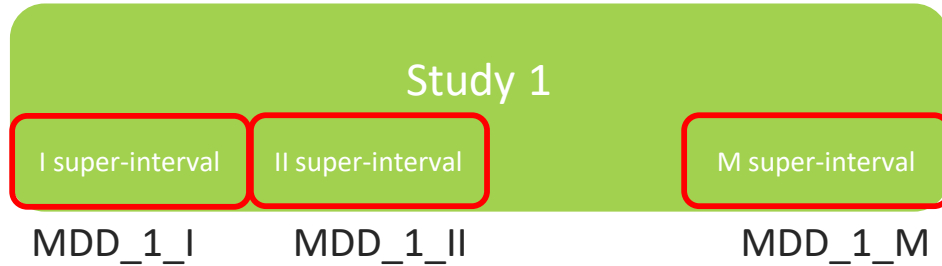 Study 1
I super-interval II super-interval M super-interval
MDD_1_I MDD_1_II MDD_1_M